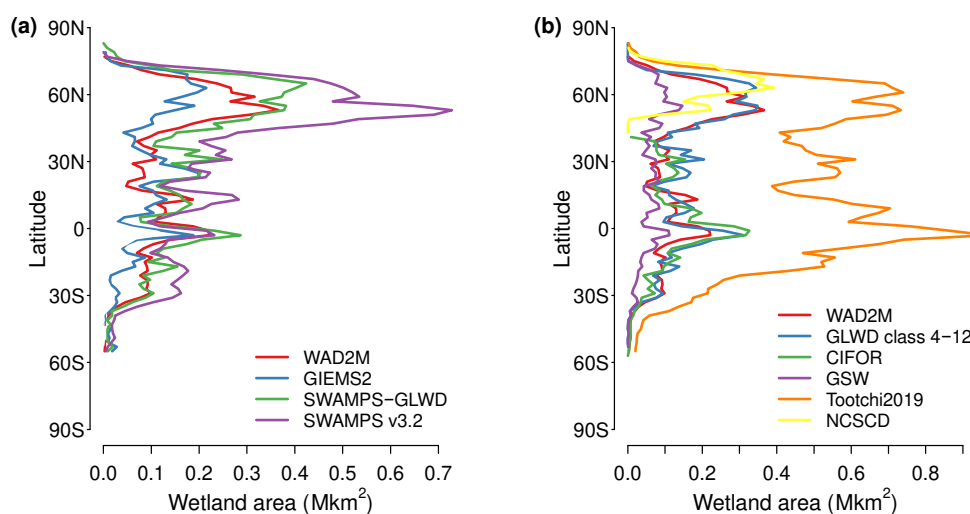 (a)
90N
60N
30N
0
30S
60S
90S
Latitude
0.0 0.1 0.2 0.3 0.4 0.5 0.6 0.7
Wetland area (Mkm²)
WAD2M
GIEMS2
SWAMPS−GLWD
SWAMPS v3.2
(b)
90N
60N
30N
0
30S
60S
90S
Latitude
0.0 0.2 0.4 0.6 0.8
Wetland area (Mkm²)
WAD2M
GLWD class 4−12
CIFOR
GSW
Tootchi2019
NCSCD